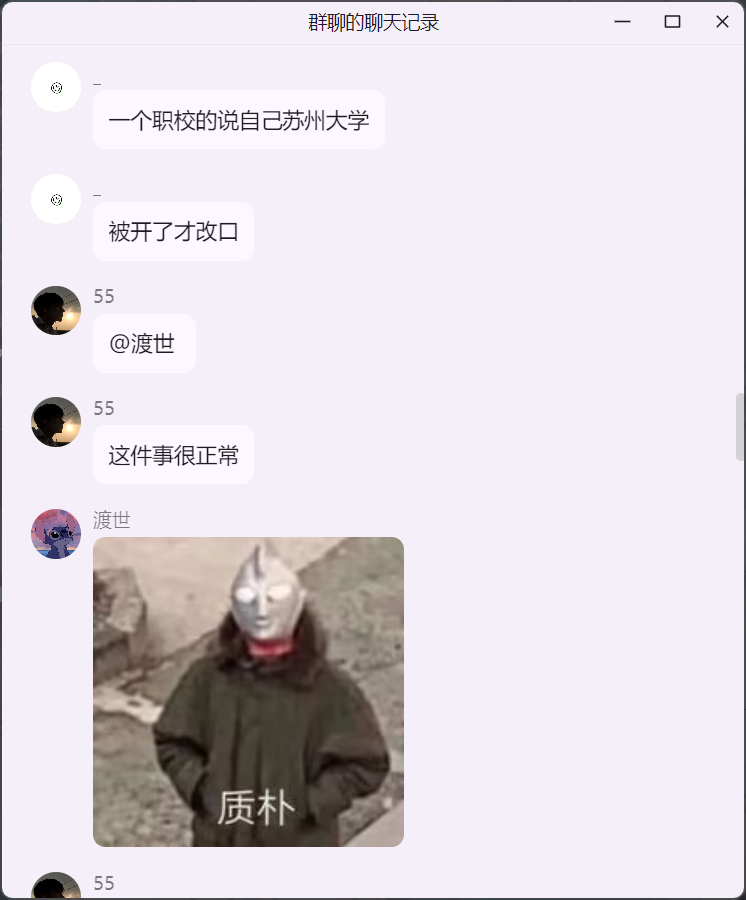 群聊的聊天记录
_
一个职校的说自己苏州大学
_
被开了才改口
55
@渡世
55
这件事很正常
渡世
质朴
55